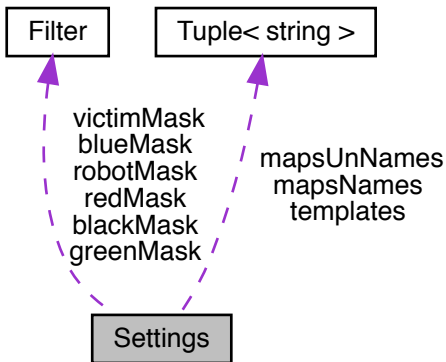 Filter
Tuple< string >
victimMask
blueMask
robotMask
redMask
blackMask
greenMask
mapsUnNames
mapsNames
templates
Settings